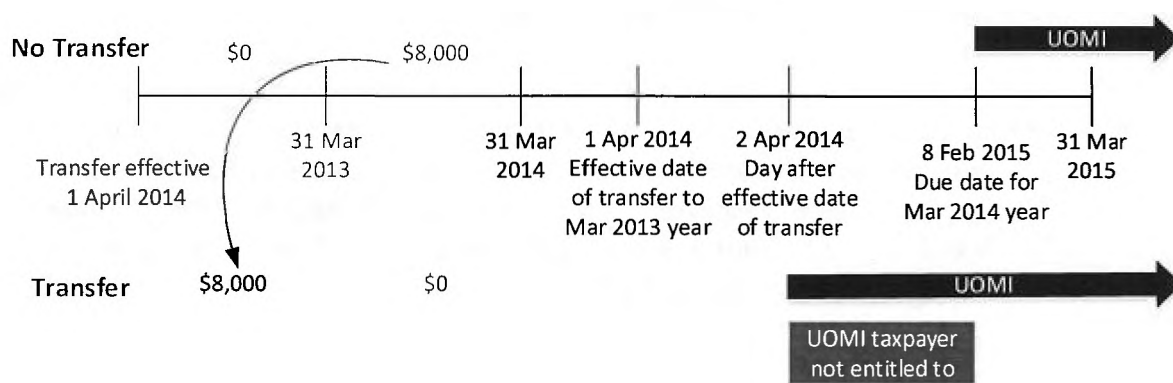 No Transfer
$0
$8,000
UOMI
Transfer effective
1 April 2014
31 Mar
2013
31 Mar
2014
1 Apr 2014
Effective date
of transfer to
Mar 2013 year
2 Apr 2014
Day after
effective date
of transfer
8 Feb 2015
Due date for
Mar 2014 year
31 Mar
2015
Transfer
$8,000
$0
UOMI
UOMI taxpayer
not entitled to